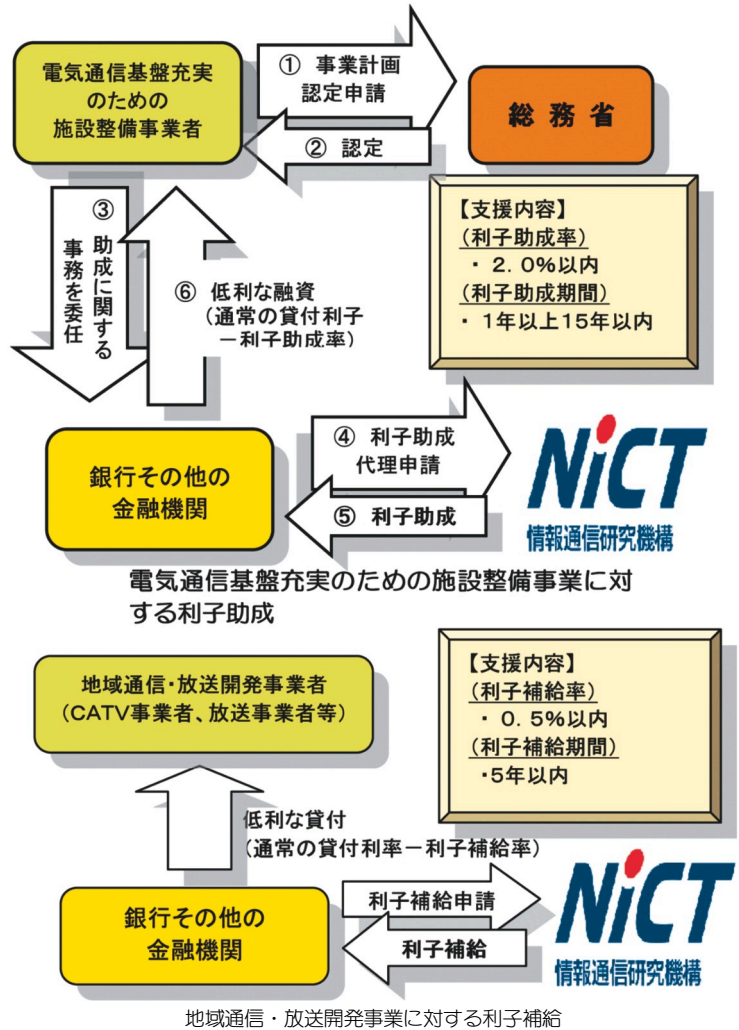 電気通信基盤充実
のための
施設整備事業者
① 事業計画
認定申請
② 認定
総務省
③ 助成に関する
事務を委任
⑥ 低利な融資
(通常の貸付利子
−利子助成率)
【支援内容】
(利子助成率)
・ 2.0%以内
(利子助成期間)
・ 1年以上15年以内
銀行その他の
金融機関
④ 利子助成
代理申請
⑤ 利子助成
NiCT
情報通信研究機構
電気通信基盤充実のための施設整備事業に対
する利子助成
地域通信・放送開発事業者
(CATV事業者、放送事業者等)
【支援内容】
(利子補給率)
・ 0.5%以内
(利子補給期間)
・5年以内
低利な貸付
(通常の貸付利率−利子補給率)
銀行その他の
金融機関
利子補給申請
利子補給
NiCT
情報通信研究機構
地域通信・放送開発事業に対する利子補給